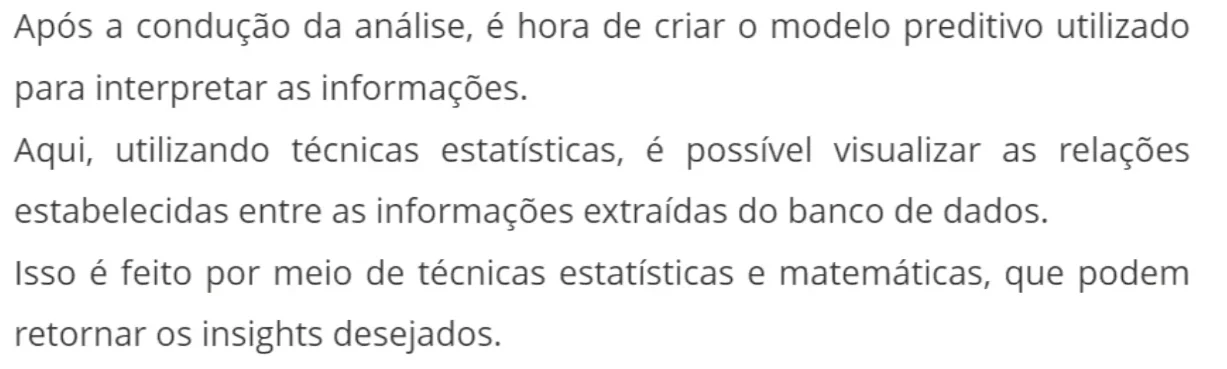 Após a condução da análise, é hora de criar o modelo preditivo utilizado
para interpretar as informações.
Aqui, utilizando técnicas estatísticas, é possível visualizar as relações
estabelecidas entre as informações extraídas do banco de dados.
Isso é feito por meio de técnicas estatísticas e matemáticas, que podem
retornar os insights desejados.